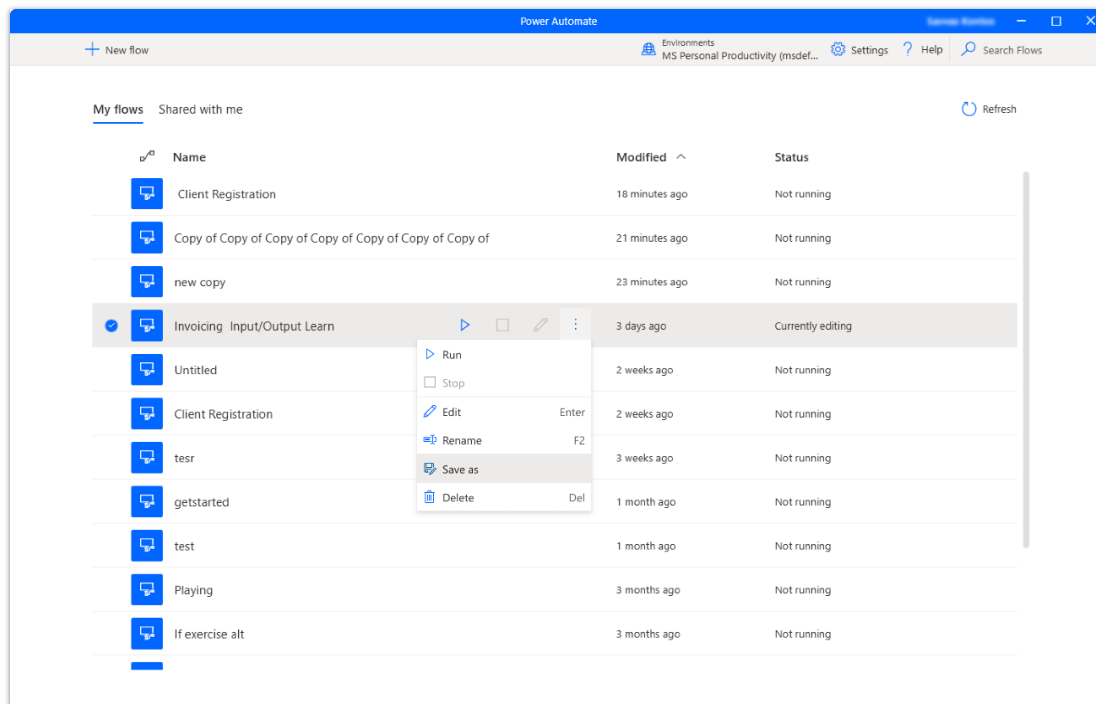 Power Automate
New flow
Environments
MS Personal Productivity (msdef...
Settings
Help
Search Flows
My flows Shared with me
Refresh
Name Modified Status
Client Registration 18 minutes ago Not running
Copy of Copy of Copy of Copy of Copy of Copy of Copy of 21 minutes ago Not running
new copy 23 minutes ago Not running
Invoicing Input/Output Learn 3 days ago Currently editing
Run
Stop
Edit Enter
Rename F2
Save as
Delete Del
Untitled 2 weeks ago Not running
Client Registration 2 weeks ago Not running
tesr 3 weeks ago Not running
getstarted 1 month ago Not running
test 1 month ago Not running
Playing 3 months ago Not running
If exercise alt 3 months ago Not running